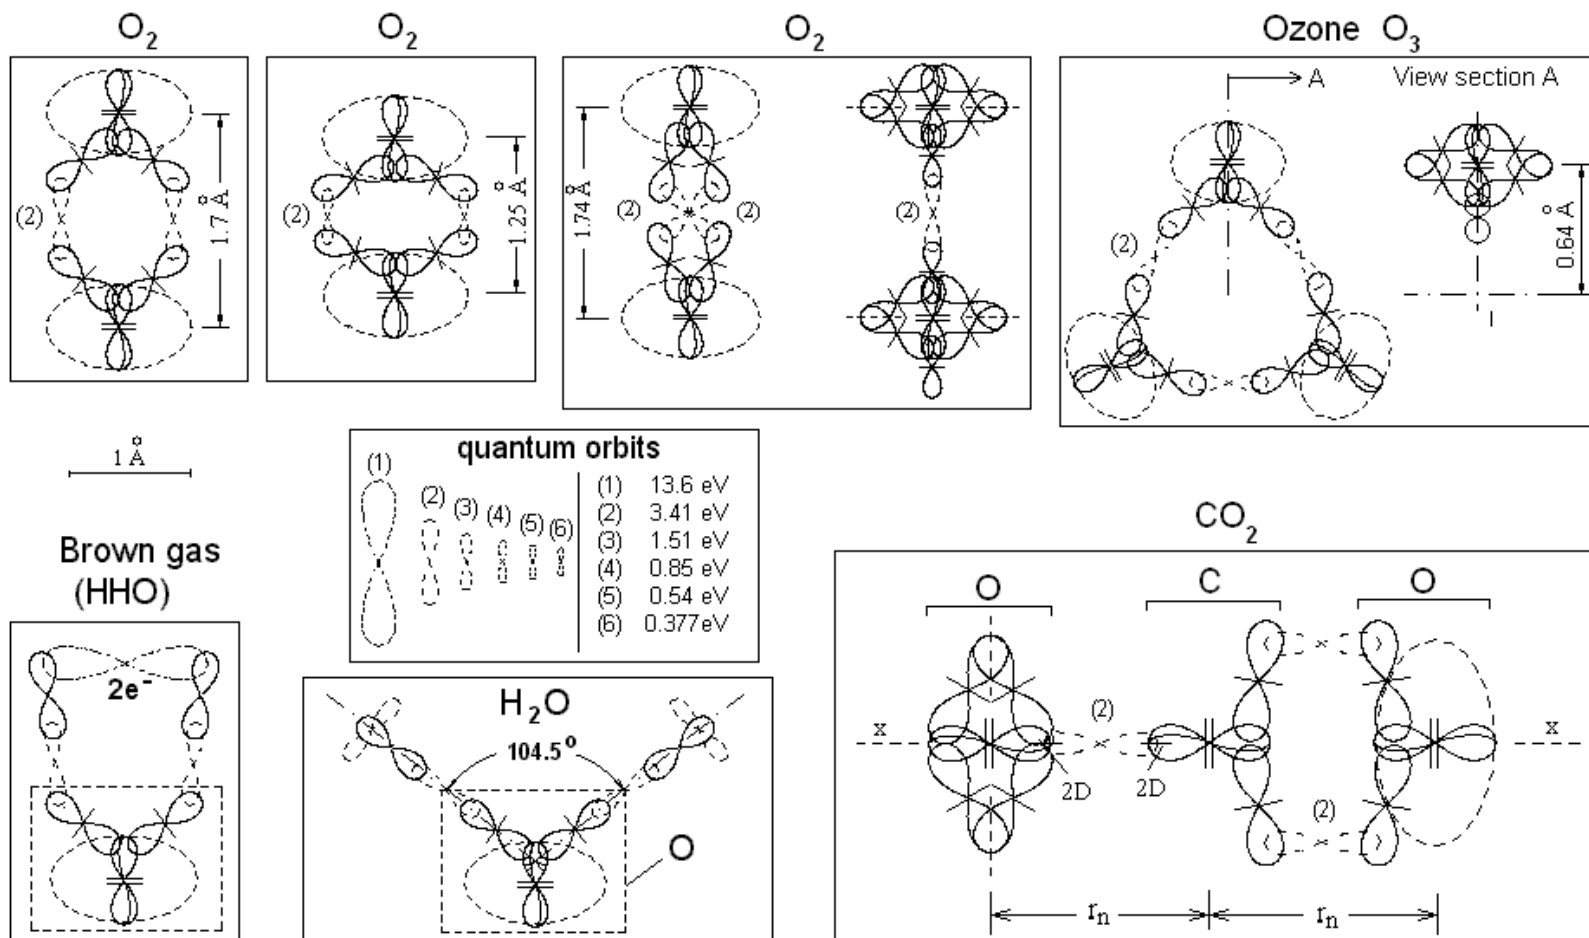 O2
O2
O2
Ozone O3
1.7 Å
(2)
1.25 Å
(2)
1.74 Å
(2)
(2)
(2)
A
View section A
(2)
0.64 Å
1 Å
quantum orbits
(1)
(2)
(3)
(4)
(5)
(6)
(1) 13.6 eV
(2) 3.41 eV
(3) 1.51 eV
(4) 0.85 eV
(5) 0.54 eV
(6) 0.377eV
Brown gas
(HHO)
2e-
H2O
104.5°
O
CO2
O
C
O
x
(2)
2D
2D
(2)
x
rn
rn